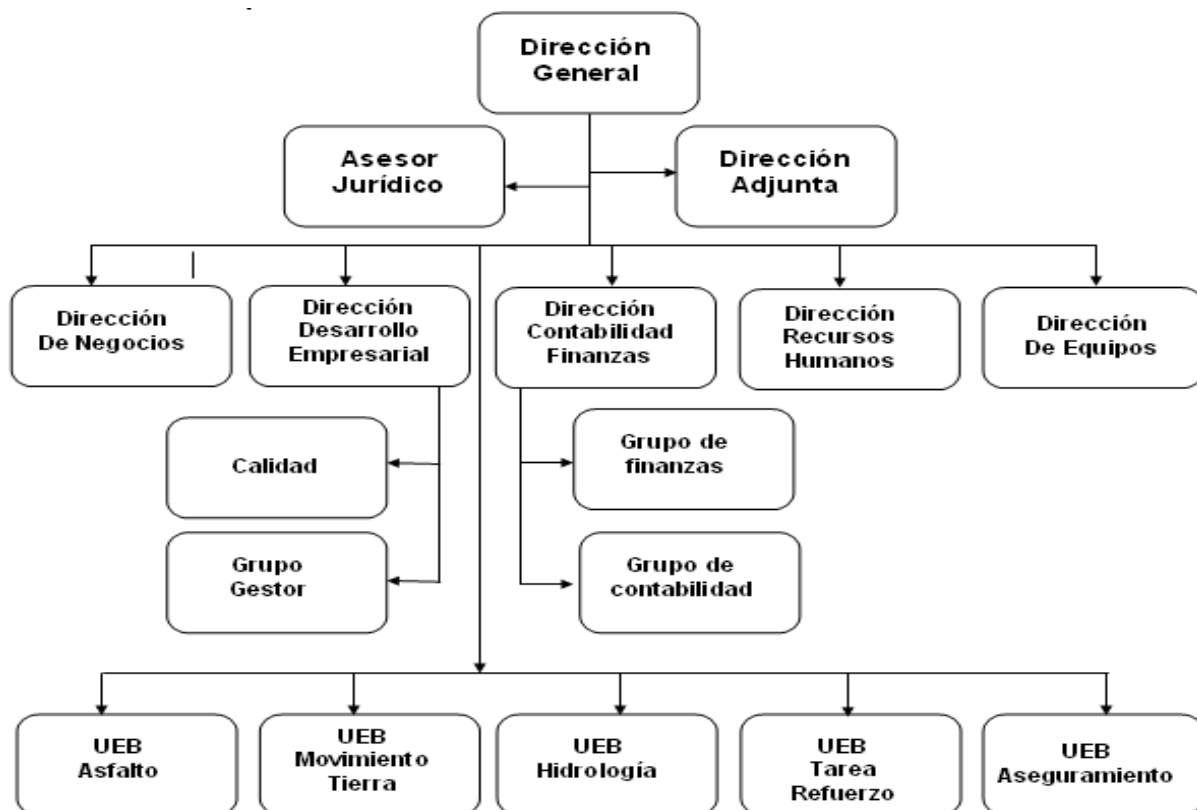 Dirección
General
Asesor
Jurídico
Dirección
Adjunta
Dirección
De Negocios
Dirección
Desarrollo
Empresarial
Dirección
Contabilidad
Finanzas
Dirección
Recursos
Humanos
Dirección
De Equipos
Calidad
Grupo de
finanzas
Grupo
Gestor
Grupo de
contabilidad
UEB
Asfalto
UEB
Movimiento
Tierra
UEB
Hidrología
UEB
Tarea
Refuerzo
UEB
Aseguramiento